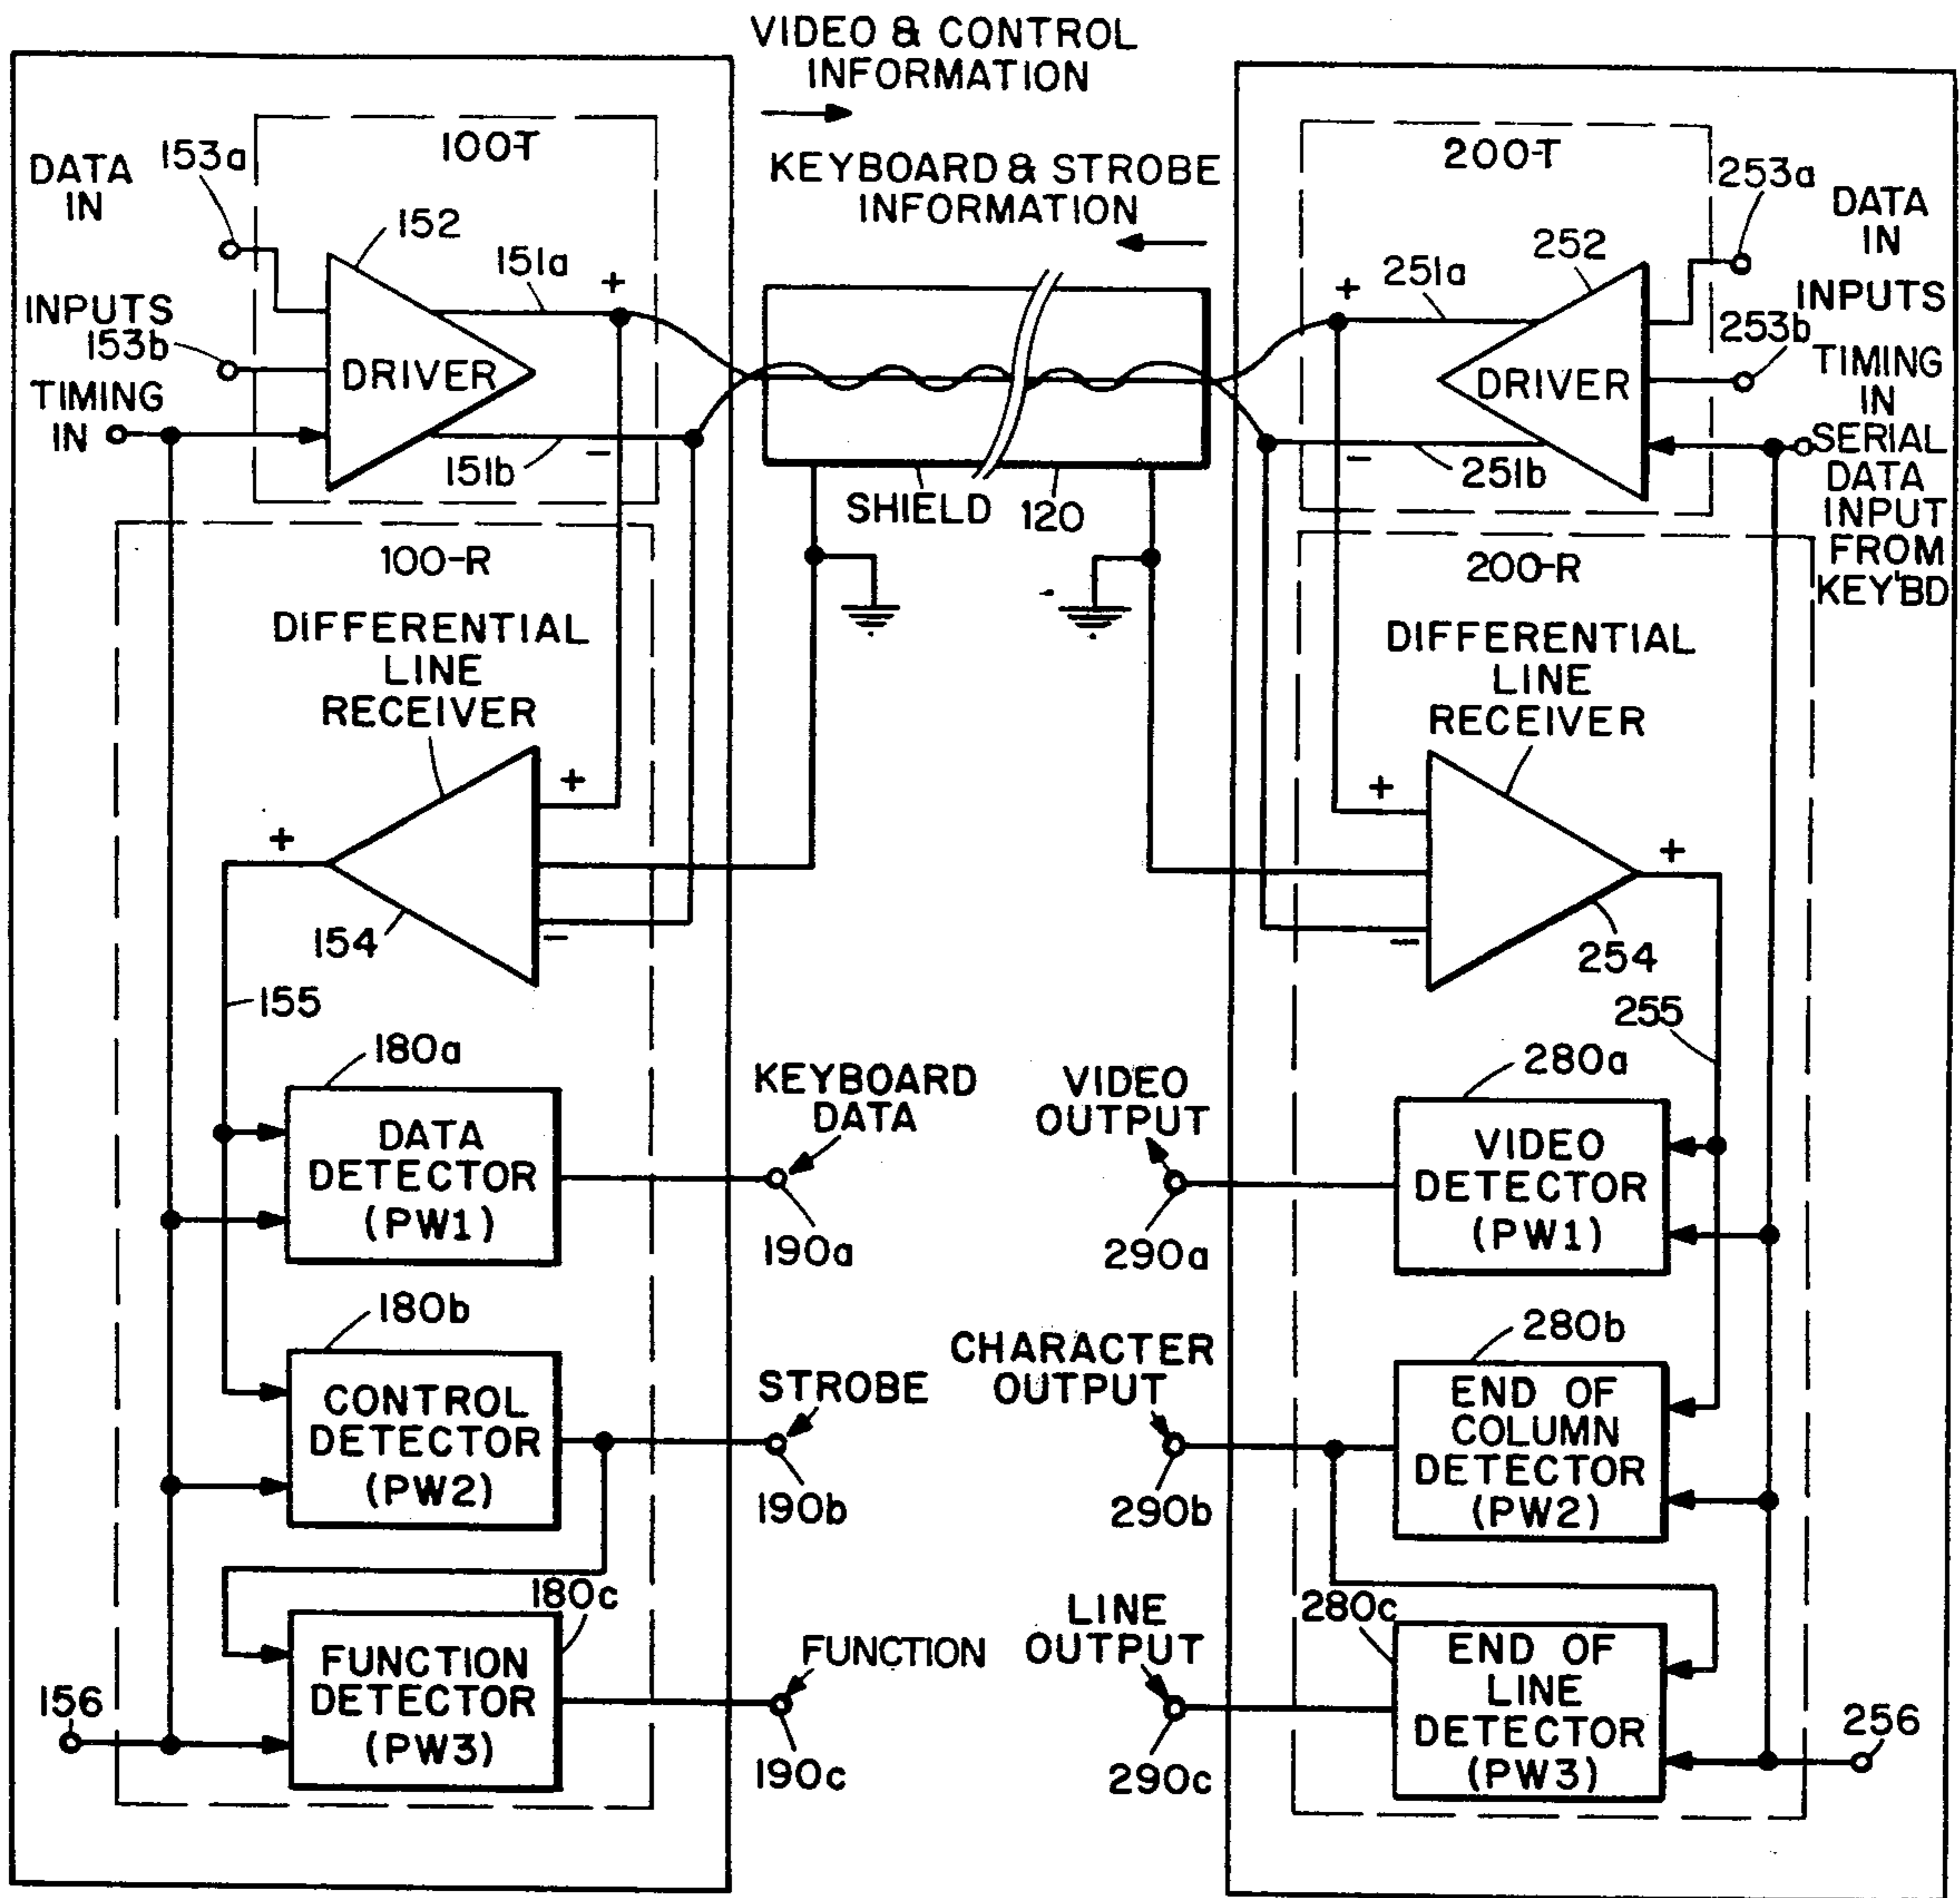 VIDEO & CONTROL
INFORMATION
KEYBOARD & STROBE
INFORMATION
100-T
DATA
IN
153a
152
151a
+
INPUTS
153b
DRIVER
TIMING
IN
151b
-
SHIELD
120
200-T
253a
DATA
IN
252
251a
+
INPUTS
253b
DRIVER
TIMING
IN
251b
-
SERIAL
DATA
INPUT
FROM
KEY'BD
100-R
DIFFERENTIAL
LINE
RECEIVER
+
+
-
154
155
180a
DATA
DETECTOR
(PW1)
KEYBOARD
DATA
190a
180b
CONTROL
DETECTOR
(PW2)
STROBE
190b
180c
FUNCTION
DETECTOR
(PW3)
FUNCTION
190c
156
200-R
DIFFERENTIAL
LINE
RECEIVER
+
+
-
254
255
280a
VIDEO
DETECTOR
(PW1)
VIDEO
OUTPUT
290a
280b
END OF
COLUMN
DETECTOR
(PW2)
CHARACTER
OUTPUT
290b
280c
END OF
LINE
DETECTOR
(PW3)
LINE
OUTPUT
290c
256